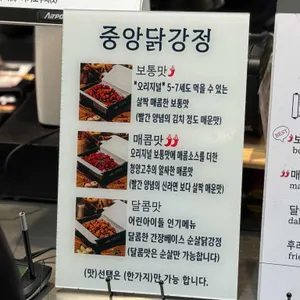 중앙닭강정
보통맛
"오리지널" 5-7세도 먹을 수 있는
살짝 매콤한 보통맛
(빨간 양념의 김치 정도 매운맛)
매콤맛
오리지널 보통맛에 매콤소스를 더한
청양고추의 알싸한 매콤맛
(빨간 양념의 신라면 보다 살짝 매운맛)
달콤맛
어린아이들 인기메뉴
달콤한 간장베이스 순살닭강정
(달콤맛은 순살만 가능합니다)
(맛)선택은 (한가지)만 가능 합니다.
BEST